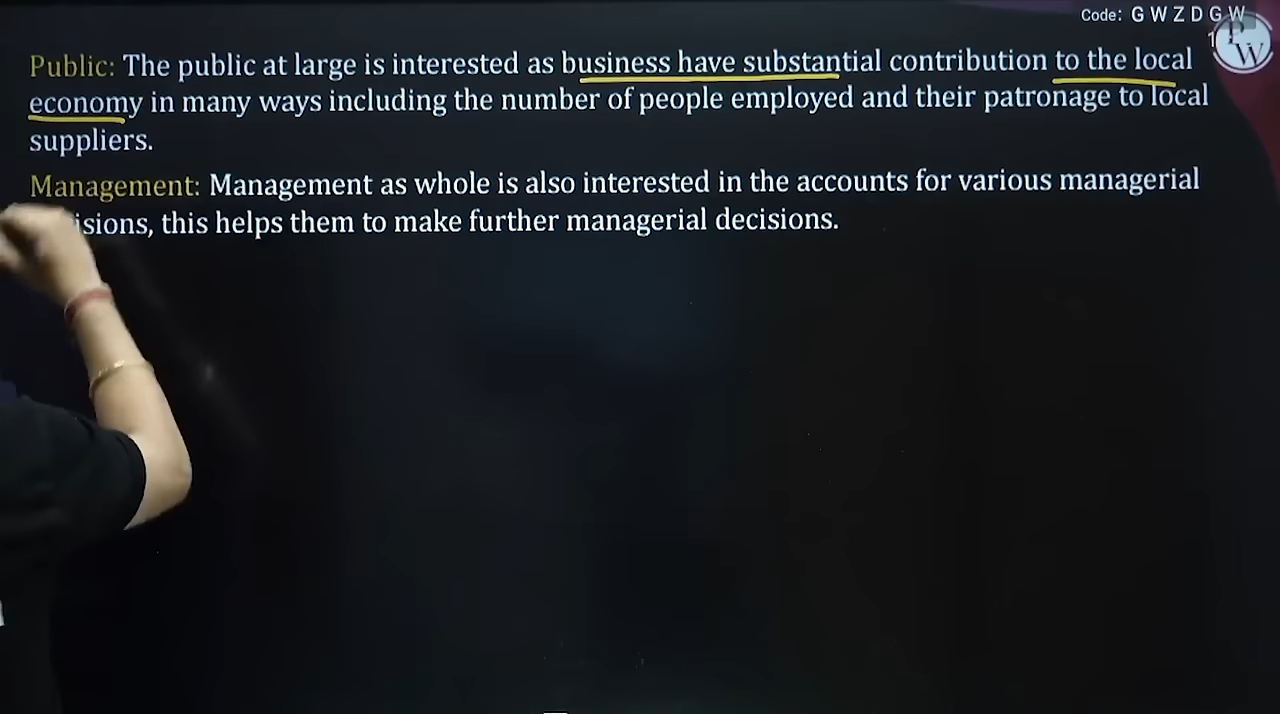 Code: G W Z D G W
1
P
W
Public: The public at large is interested as business have substantial contribution to the local
economy in many ways including the number of people employed and their patronage to local
suppliers.
Management: Management as whole is also interested in the accounts for various managerial
isions, this helps them to make further managerial decisions.